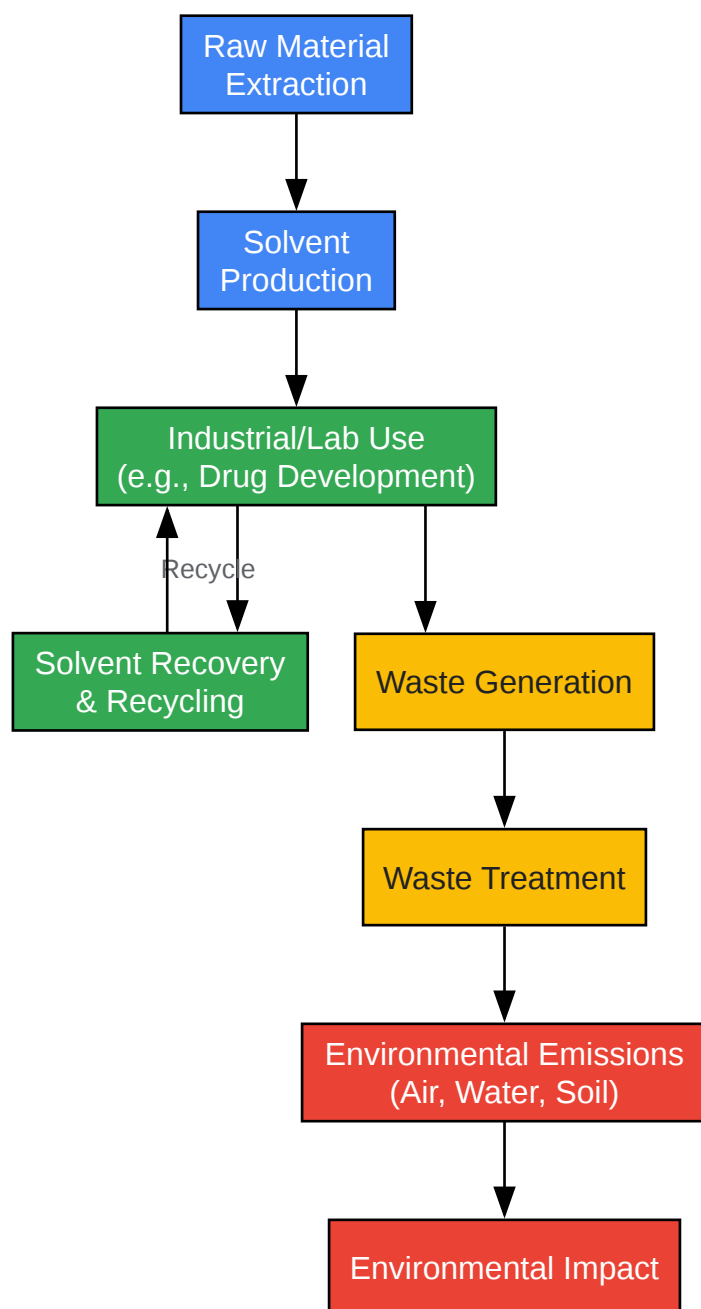 Raw Material
Extraction
Solvent
Production
Industrial/Lab Use
(e.g., Drug Development)
Recycle
Solvent Recovery
& Recycling
Waste Generation
Waste Treatment
Environmental Emissions
(Air, Water, Soil)
Environmental Impact